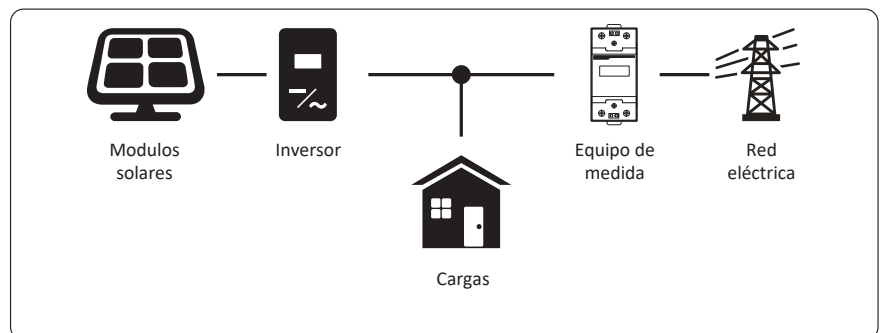 Modulos
solares
Inversor
Equipo de
medida
Red
eléctrica
Cargas